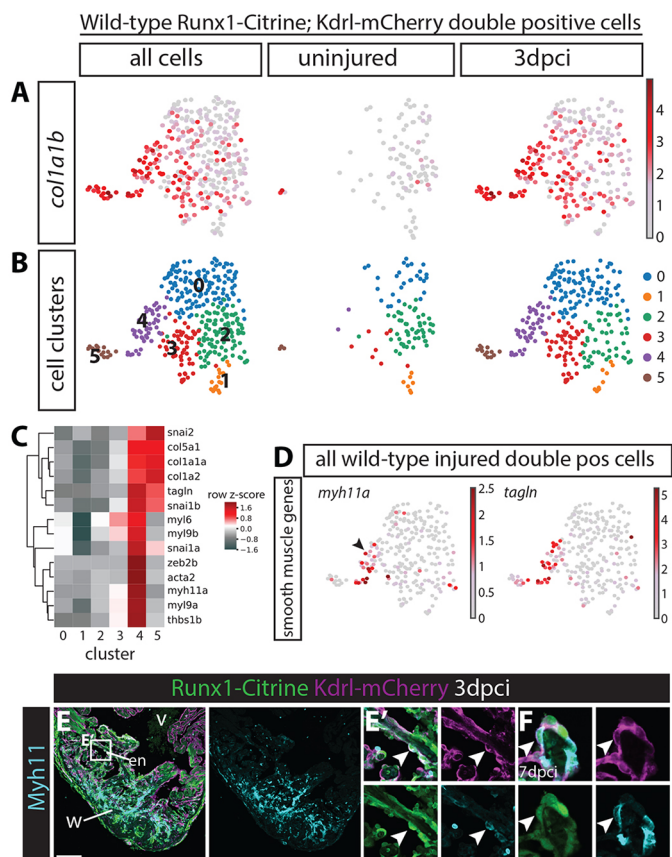 Wild-type Runx1-Citrine; Kdrl-mCherry double positive cells
all cells uninjured 3dpci
A
col1a1b
4
3
2
1
0
B
cell clusters
0
4
3
2
5
1
0
1
2
3
4
5
C
snai2
col5a1
col1a1a
col1a2
tagln
snai1b
myl6
myl9b
snai1a
zeb2b
acta2
myh11a
myl9a
thbs1b
row z-score
1.6
0.8
0.0
-0.8
-1.6
0 1 2 3 4 5
cluster
D all wild-type injured double pos cells
smooth muscle genes
myh11a tagln
2.5
2
1.5
1
0.5
0
5
4
3
2
1
0
Runx1-Citrine Kdrl-mCherry 3dpci
Myh11
E
V
E'
en
W
E'
F
7dpci